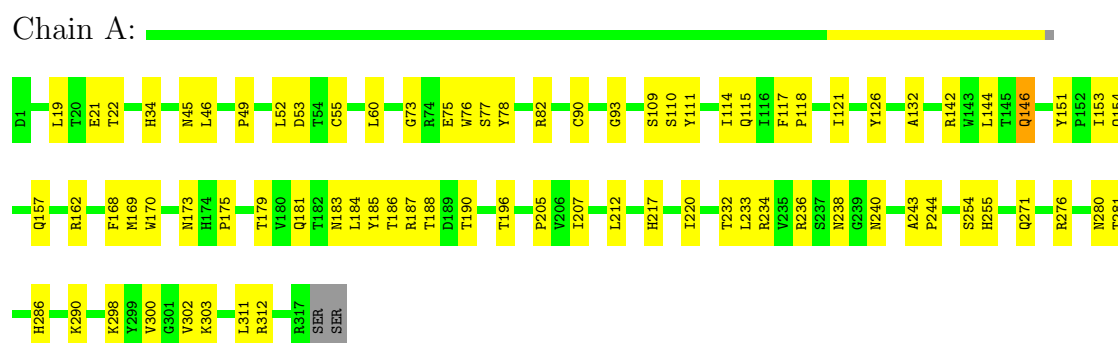 Chain A:
D1 L19 T20 E21 T22 H34 N45 L46 P49 L52 D53 T54 C55 L60 G73 R74 E75 W76 S77 Y78 R82 C90 G93 S109 S110 Y111 I114 Q115 I116 F117 P118 I121 Y126 A132 R142 W143 L144 T145 Q146 Y151 P152 I153
Q157 R162 F168 M169 W170 N173 H174 P175 T179 V180 Q181 T182 N183 L184 Y185 T186 R187 T188 D189 T190 T196 P205 V206 I207 L212 H217 I220 T232 L233 R234 V235 R236 S237 N238 G239 N240 A243 P244 S254 H255 Q271 R276 N280
H286 K290 K298 Y299 V300 G301 V302 K303 L311 R312 R317 SER SER